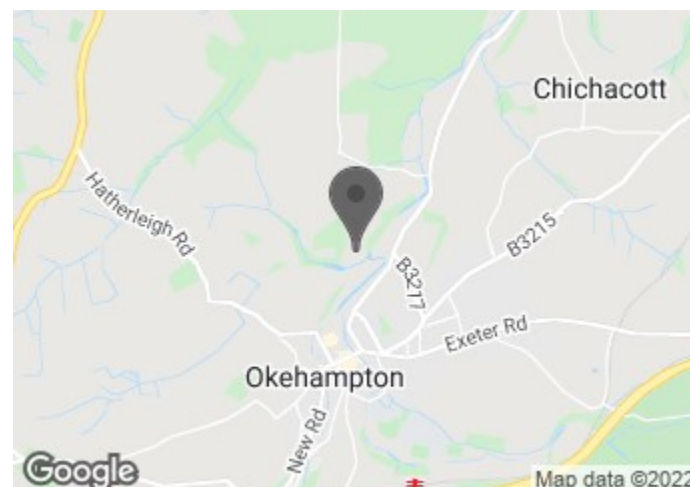 Chichacott
Hatherleigh Rd
B3215
B3217
Exeter Rd
Okehampton
New Rd
Google
Map data ©2022